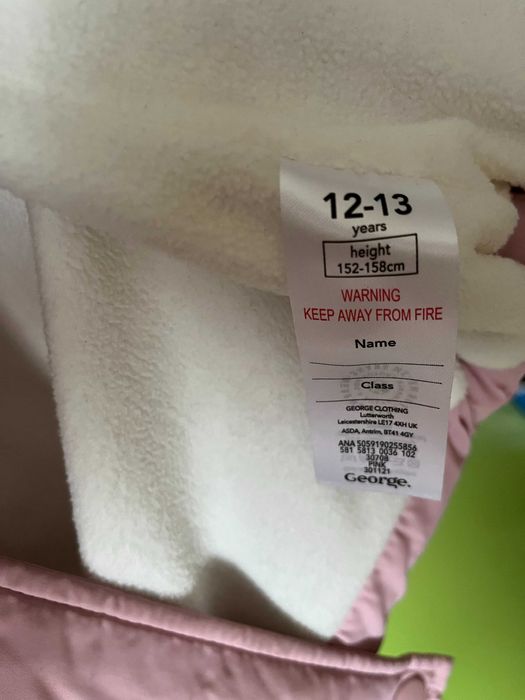 12-13
years
height
152-158cm
WARNING
KEEP AWAY FROM FIRE
Name
Class
GEORGE CLOTHING
Lutterworth
Leicestershire LE17 4XH UK
ASDA, Antrim, BT41 4GY
ANA 5059190255856
581 5813 0036 102
30708
PINK
301121
George.